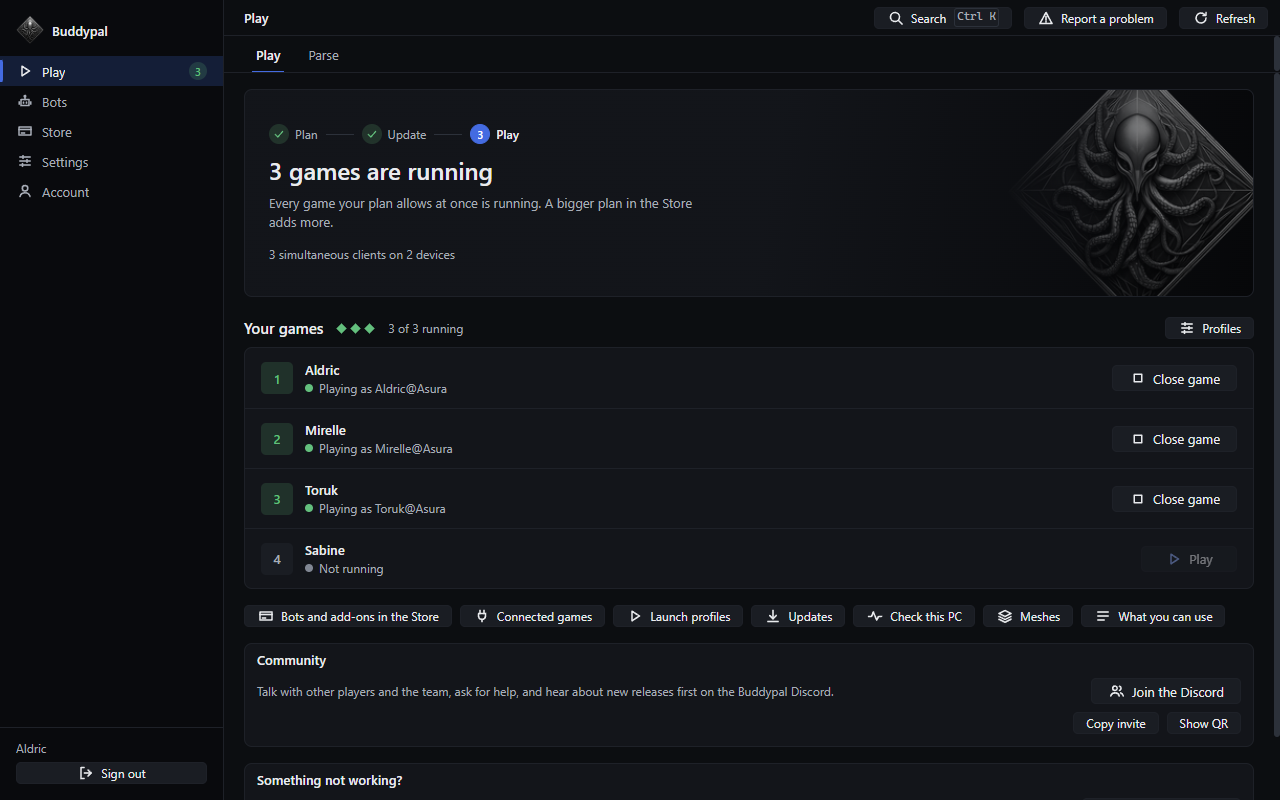 Buddypal
Play
Search Ctrl K
Report a problem
Refresh
Play 3
Bots
Store
Settings
Account
Play Parse
Plan Update 3 Play
3 games are running
Every game your plan allows at once is running. A bigger plan in the Store
adds more.
3 simultaneous clients on 2 devices
Your games 3 of 3 running Profiles
1 Aldric
Playing as Aldric@Asura
Close game
2 Mirelle
Playing as Mirelle@Asura
Close game
3 Toruk
Playing as Toruk@Asura
Close game
4 Sabine
Not running
Play
Bots and add-ons in the Store Connected games Launch profiles Updates Check this PC Meshes What you can use
Community
Talk with other players and the team, ask for help, and hear about new releases first on the Buddypal Discord.
Join the Discord
Copy invite Show QR
Something not working?
Aldric
Sign out